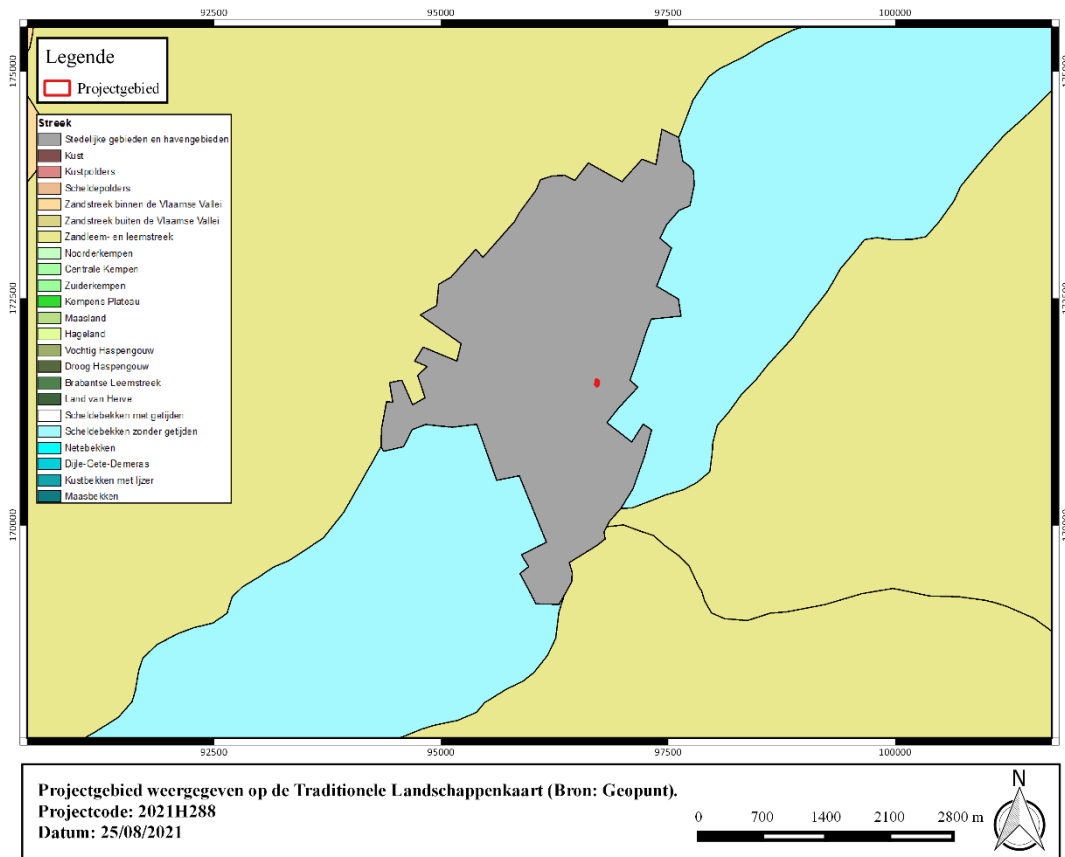 92500 95000 97500 100000
175000 175000
Legende
Projectgebied
Streek
Stedelijke gebieden en havengebieden
Kust
Kustpolders
Scheldepolders
Zandstreek binnen de Vlaamse Vallei
Zandstreek buiten de Vlaamse Vallei
Zandleem- en leemstreek
Noorderkempen
Centrale Kempen
Zuiderkempen
Kempens Plateau
Maasland
Hageland
Vochtig Haspengouw
Droog Haspengouw
Brabantse Leemstreek
Land van Herve
Scheldebekken met getijden
Scheldebekken zonder getijden
Netebekken
Dijle-Gete-Demeras
Kustbekken met Ijzer
Maasbekken
172500 172500
170000 170000
92500 95000 97500 100000
Projectgebied weergegeven op de Traditionele Landschappenkaart (Bron: Geopunt).
Projectcode: 2021H288
Datum: 25/08/2021
0 700 1400 2100 2800 m
N